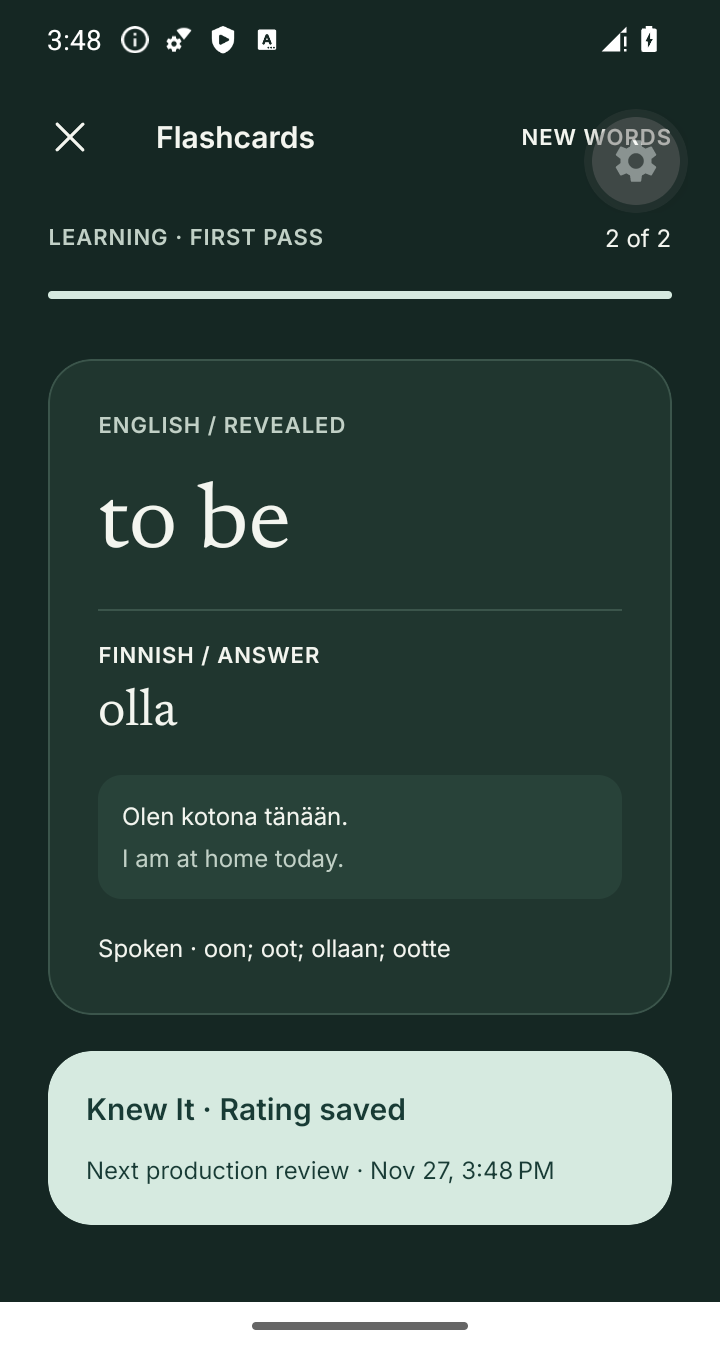 3:48
Flashcards
NEW WORDS
LEARNING · FIRST PASS
2 of 2
ENGLISH / REVEALED
to be
FINNISH / ANSWER
olla
Olen kotona tänään.
I am at home today.
Spoken · oon; oot; ollaan; ootte
Knew It · Rating saved
Next production review · Nov 27, 3:48 PM